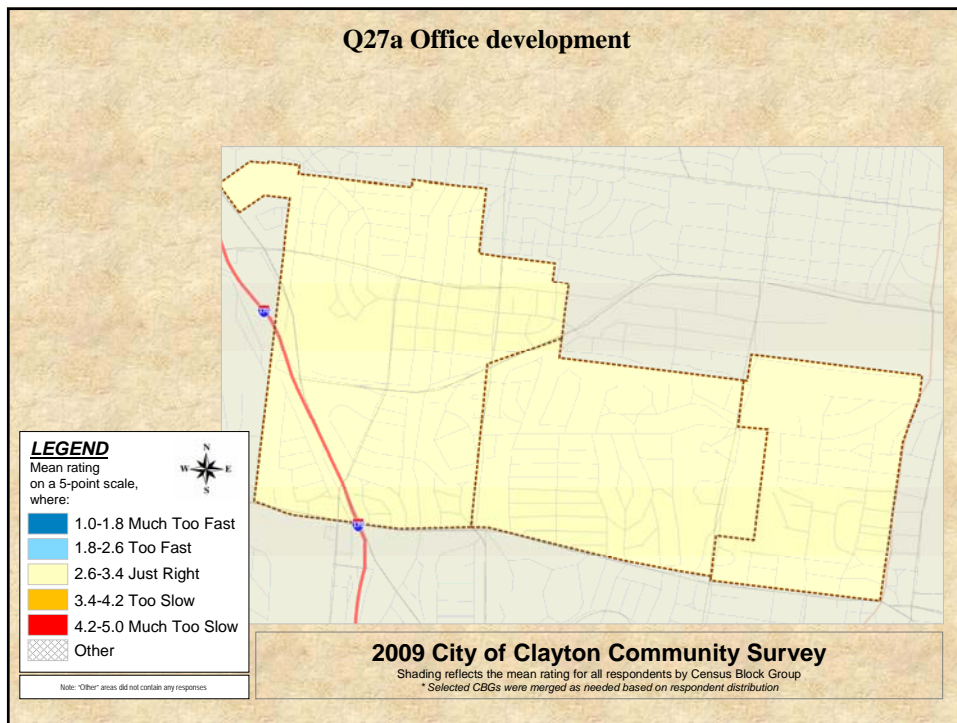 Q27a Office development
LEGEND
Mean rating
on a 5-point scale,
where:
N
W
E
S
1.0-1.8 Much Too Fast
1.8-2.6 Too Fast
2.6-3.4 Just Right
3.4-4.2 Too Slow
4.2-5.0 Much Too Slow
Other
Note: "Other" areas did not contain any responses
2009 City of Clayton Community Survey
Shading reflects the mean rating for all respondents by Census Block Group
* Selected CBGs were merged as needed based on respondent distribution